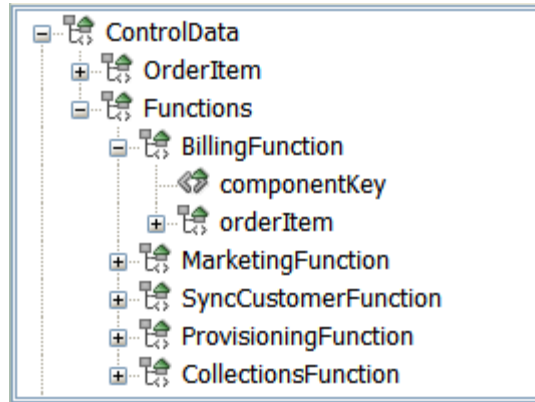 ControlData
OrderItem
Functions
BillingFunction
componentKey
orderItem
MarketingFunction
SyncCustomerFunction
ProvisioningFunction
CollectionsFunction